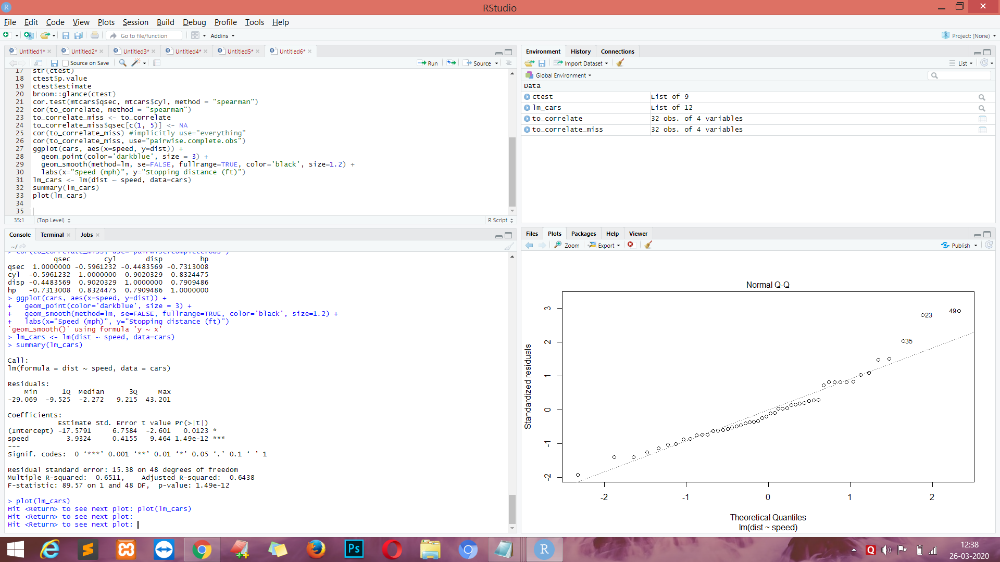 RStudio
File Edit Code View Plots Session Build Debug Profile Tools Help
Go to file/function Addins Project: (None)
Untitled1* Untitled2* Untitled3* Untitled4* Untitled5* Untitled6*
Source on Save Run Source
17 str(ctest)
18 ctest$p.value
19 ctest$estimate
20 broom::glance(ctest)
21 cor.test(mtcars$qsec, mtcars$cyl, method = "spearman")
22 cor(to_correlate, method = "spearman")
23 to_correlate_miss <- to_correlate
24 to_correlate_miss$qsec[c(1, 5)] <- NA
25 cor(to_correlate_miss) #implicitly use="everything"
26 cor(to_correlate_miss, use="pairwise.complete.obs")
27 ggplot(cars, aes(x=speed, y=dist)) +
28 geom_point(color='darkblue', size = 3) +
29 geom_smooth(method=lm, se=FALSE, fullrange=TRUE, color='black', size=1.2) +
30 labs(x="Speed (mph)", y="Stopping distance (ft)")
31 lm_cars <- lm(dist ~ speed, data=cars)
32 summary(lm_cars)
33 plot(lm_cars)
34
35
35:1 (Top Level) R Script
Console Terminal Jobs
~/
> cor(to_correlate_miss, use="pairwise.complete.obs")
qsec cyl disp hp
qsec 1.0000000 -0.5961232 -0.4483569 -0.7313008
cyl -0.5961232 1.0000000 0.9020329 0.8324475
disp -0.4483569 0.9020329 1.0000000 0.7909486
hp -0.7313008 0.8324475 0.7909486 1.0000000
> ggplot(cars, aes(x=speed, y=dist)) +
+ geom_point(color='darkblue', size = 3) +
+ geom_smooth(method=lm, se=FALSE, fullrange=TRUE, color='black', size=1.2) +
+ labs(x="Speed (mph)", y="Stopping distance (ft)")
`geom_smooth()` using formula 'y ~ x'
> lm_cars <- lm(dist ~ speed, data=cars)
> summary(lm_cars)
Call:
lm(formula = dist ~ speed, data = cars)
Residuals:
Min 1Q Median 3Q Max
-29.069 -9.525 -2.272 9.215 43.201
Coefficients:
Estimate Std. Error t value Pr(>|t|)
(Intercept) -17.5791 6.7584 -2.601 0.0123 *
speed 3.9324 0.4155 9.464 1.49e-12 ***
---
Signif. codes: 0 ‘***’ 0.001 ‘**’ 0.01 ‘*’ 0.05 ‘.’ 0.1 ‘ ’ 1
Residual standard error: 15.38 on 48 degrees of freedom
Multiple R-squared: 0.6511, Adjusted R-squared: 0.6438
F-statistic: 89.57 on 1 and 48 DF, p-value: 1.49e-12
> plot(lm_cars)
Hit <Return> to see next plot: plot(lm_cars)
Hit <Return> to see next plot:
Hit <Return> to see next plot:
Environment History Connections
Import Dataset List
Global Environment
Data
ctest List of 9
lm_cars List of 12
to_correlate 32 obs. of 4 variables
to_correlate_miss 32 obs. of 4 variables
Files Plots Packages Help Viewer
Zoom Export Publish
Normal Q-Q
Standardized residuals
3
2
1
0
-1
-2
49
23
35
-2 -1 0 1 2
Theoretical Quantiles
lm(dist ~ speed)
Ps
R
Q
12:38
26-03-2020